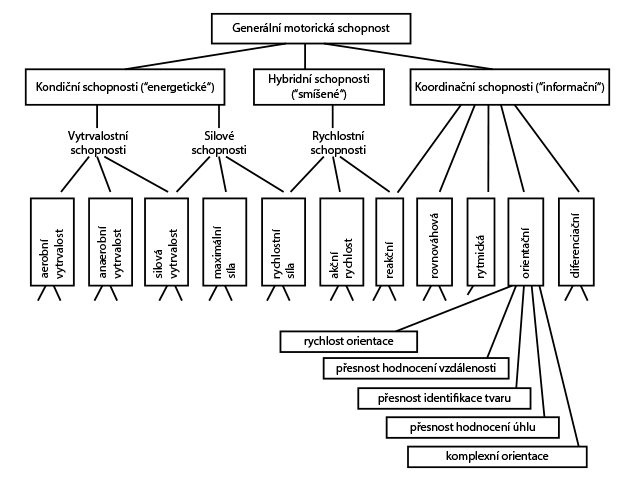 Generální motorická schopnost
Kondiční schopnosti (“energetické“)
Hybridní schopnosti
(“smíšené“)
Koordinační schopnosti (“informační“)
Vytrvalostní
schopnosti
Silové
schopnosti
Rychlostní
schopnosti
aerobní
vytrvalost
anaerobní
vytrvalost
silová
vytrvalost
maximální
síla
rychlostní
síla
akční
rychlost
reakční
rovnováhová
rytmická
orientační
diferenciační
rychlost orientace
přesnost hodnocení vzdálenosti
přesnost identifikace tvaru
přesnost hodnocení úhlu
komplexní orientace